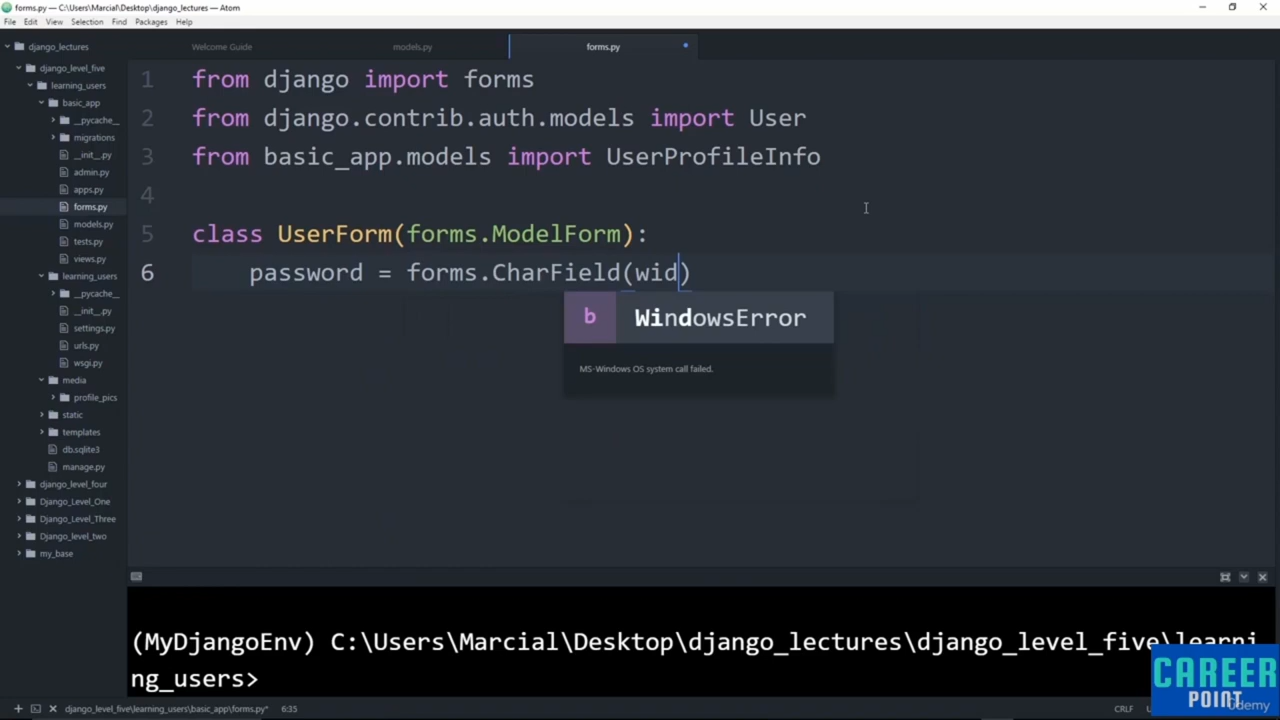 forms.py — C:\Users\Marcial\Desktop\django_lectures — Atom
File Edit View Selection Find Packages Help
django_lectures
django_level_five
learning_users
basic_app
__pycache__
migrations
__init__.py
admin.py
apps.py
forms.py
models.py
tests.py
views.py
learning_users
__pycache__
__init__.py
settings.py
urls.py
wsgi.py
media
profile_pics
static
templates
db.sqlite3
manage.py
django_level_four
Django_Level_One
Django_Level_Three
Django_level_two
my_base
Welcome Guide models.py forms.py
1 from django import forms
2 from django.contrib.auth.models import User
3 from basic_app.models import UserProfileInfo
4
5 class UserForm(forms.ModelForm):
6 password = forms.CharField(wid)
b WindowsError
MS-Windows OS system call failed.
(MyDjangoEnv) C:\Users\Marcial\Desktop\django_lectures\django_level_five\learni
ng_users>
django_level_five\learning_users\basic_app\forms.py* 6:35
CRLF
CAREER
POINT
Udemy